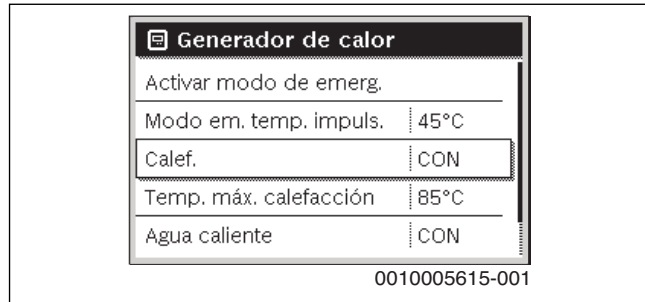 Generador de calor
Activar modo de emerg.
Modo em. temp. impuls. 45°C
Calef. CON
Temp. máx. calefacción 85°C
Agua caliente CON
0010005615-001